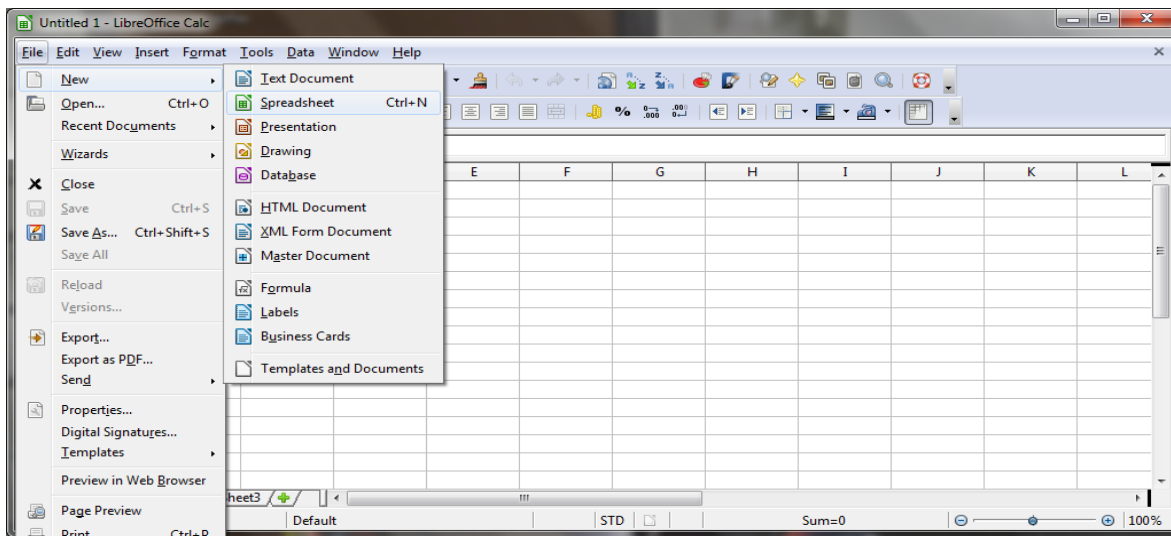 Untitled 1 - LibreOffice Calc
File Edit View Insert Format Tools Data Window Help
New
Open... Ctrl+O
Recent Documents
Wizards
Close
Save Ctrl+S
Save As... Ctrl+Shift+S
Save All
Reload
Versions...
Export...
Export as PDF...
Send
Properties...
Digital Signatures...
Templates
Preview in Web Browser
Page Preview
Print... Ctrl+P
Text Document
Spreadsheet Ctrl+N
Presentation
Drawing
Database
HTML Document
XML Form Document
Master Document
Formula
Labels
Business Cards
Templates and Documents
E F G H I J K L
heet3
Default STD Sum=0 100%